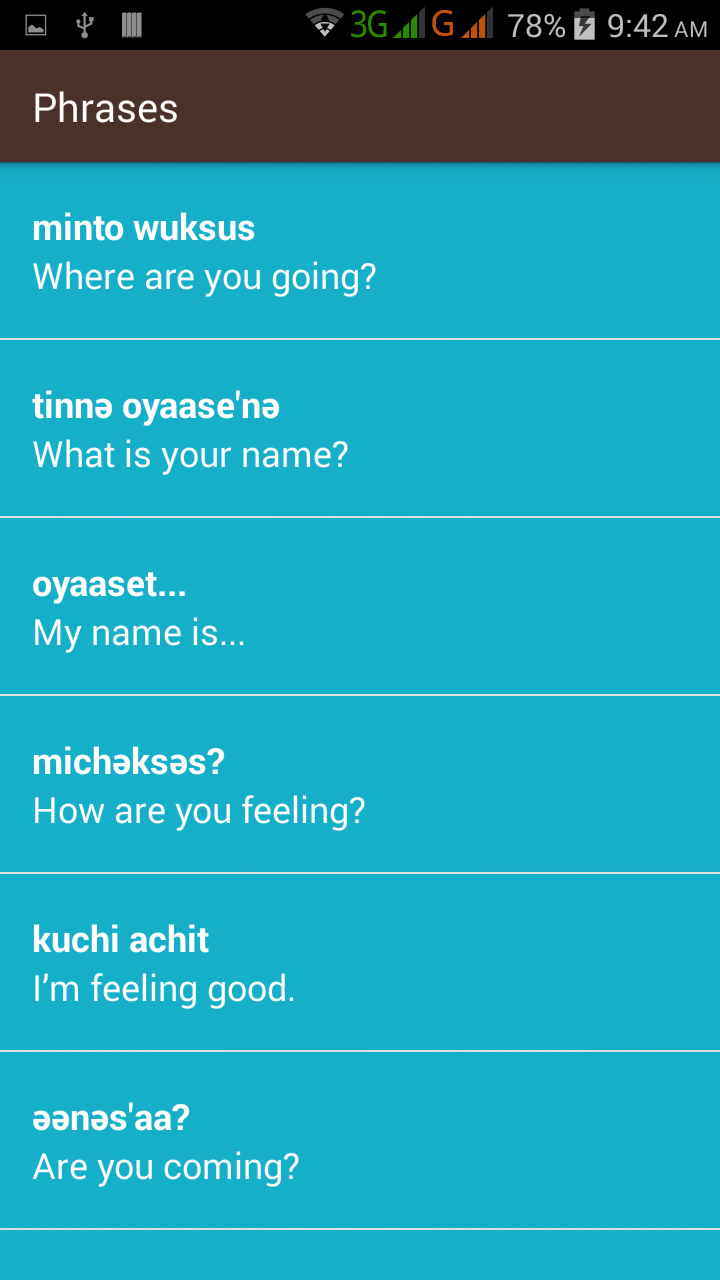 3G G 78% 9:42 AM
Phrases
minto wuksus
Where are you going?
tinnə oyaase'nə
What is your name?
oyaaset...
My name is...
michəksəs?
How are you feeling?
kuchi achit
I’m feeling good.
əənəs'aa?
Are you coming?